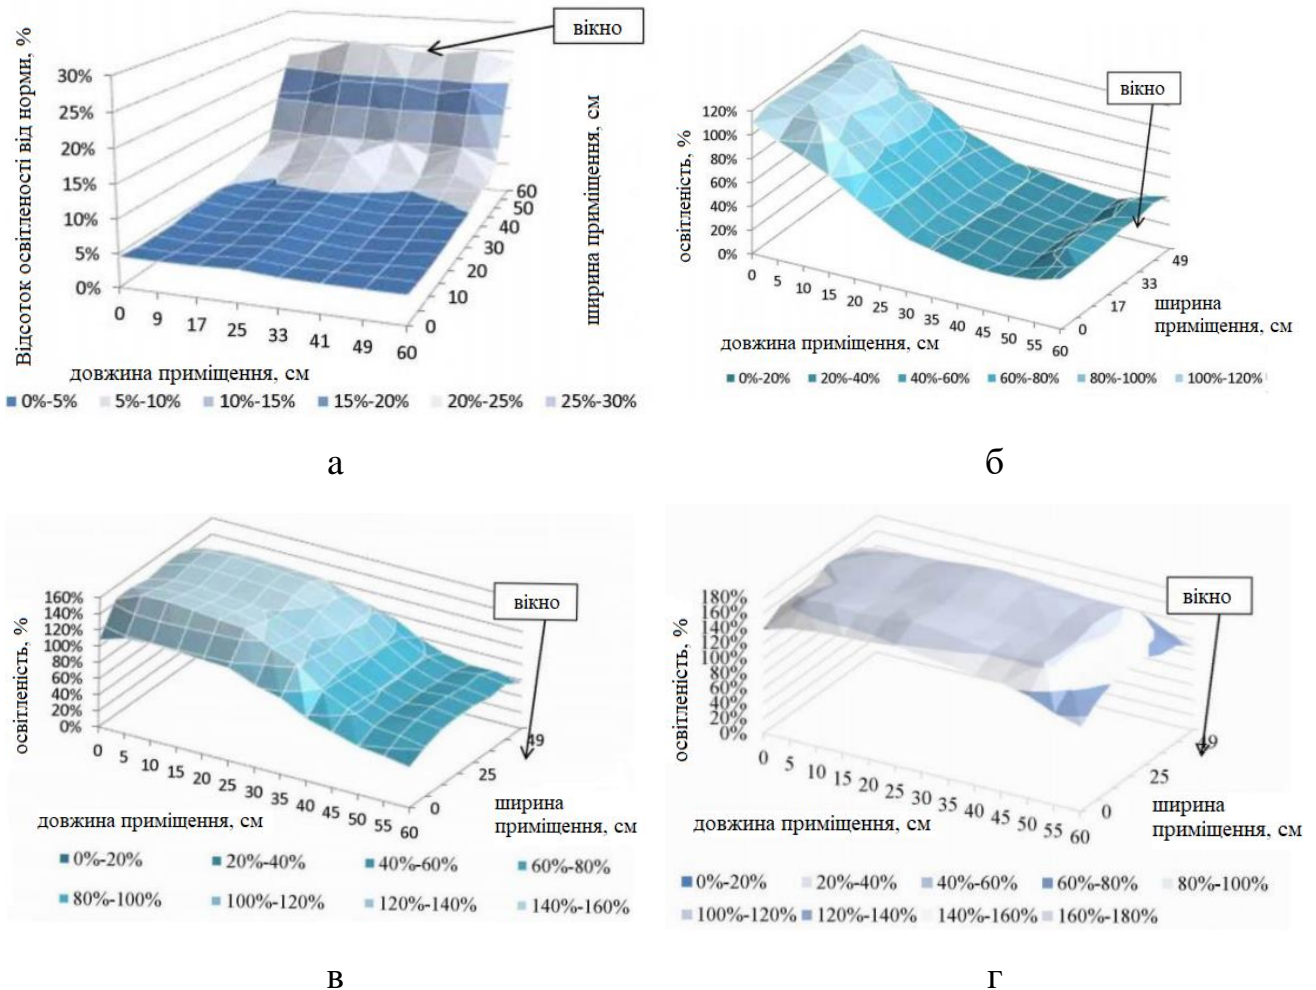 вікно
Відсоток освітленості від норми, %
30%
25%
20%
15%
10%
5%
0%
0 9 17 25 33 41 49 60
0 10 20 30 40 50 60
ширина приміщення, см
довжина приміщення, см
0%-5% 5%-10% 10%-15% 15%-20% 20%-25% 25%-30%
а
вікно
освітленість, %
120%
100%
80%
60%
40%
20%
0%
0 5 10 15 20 25 30 35 40 45 50 55 60
0 17 33 49
ширина
приміщення, см
довжина приміщення, см
0%-20% 20%-40% 40%-60% 60%-80% 80%-100% 100%-120%
б
вікно
освітленість, %
160%
140%
120%
100%
80%
60%
40%
20%
0%
0 5 10 15 20 25 30 35 40 45 50 55 60
0 25 49
ширина
приміщення, см
довжина приміщення, см
0%-20% 20%-40% 40%-60% 60%-80%
80%-100% 100%-120% 120%-140% 140%-160%
в
вікно
освітленість, %
180%
160%
140%
120%
100%
80%
60%
40%
20%
0%
0 5 10 15 20 25 30 35 40 45 50 55 60
0 25 49
ширина
приміщення, см
довжина приміщення, см
0%-20% 20%-40% 40%-60% 60%-80% 80%-100%
100%-120% 120%-140% 140%-160% 160%-180%
г